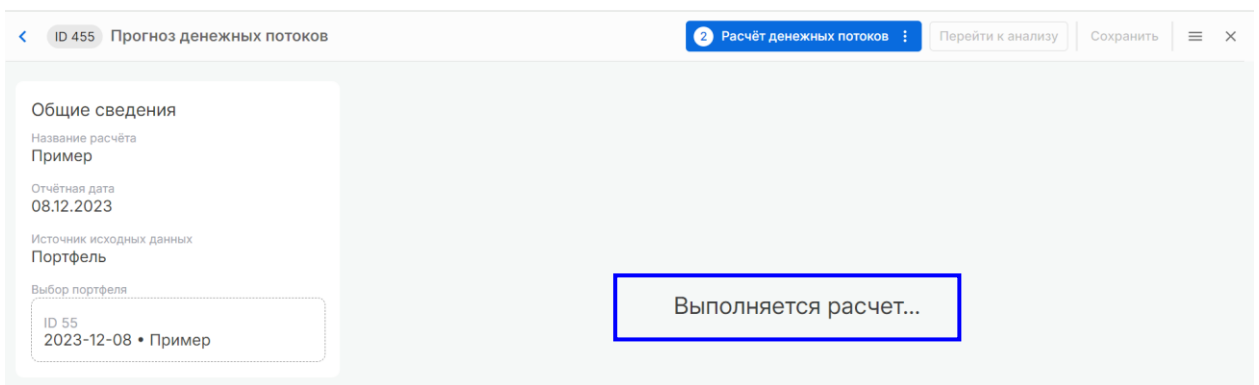 ID 455 Прогноз денежных потоков
2 Расчёт денежных потоков
Перейти к анализу
Сохранить
Общие сведения
Название расчёта
Пример
Отчётная дата
08.12.2023
Источник исходных данных
Портфель
Выбор портфеля
ID 55
2023-12-08 • Пример
Выполняется расчет...